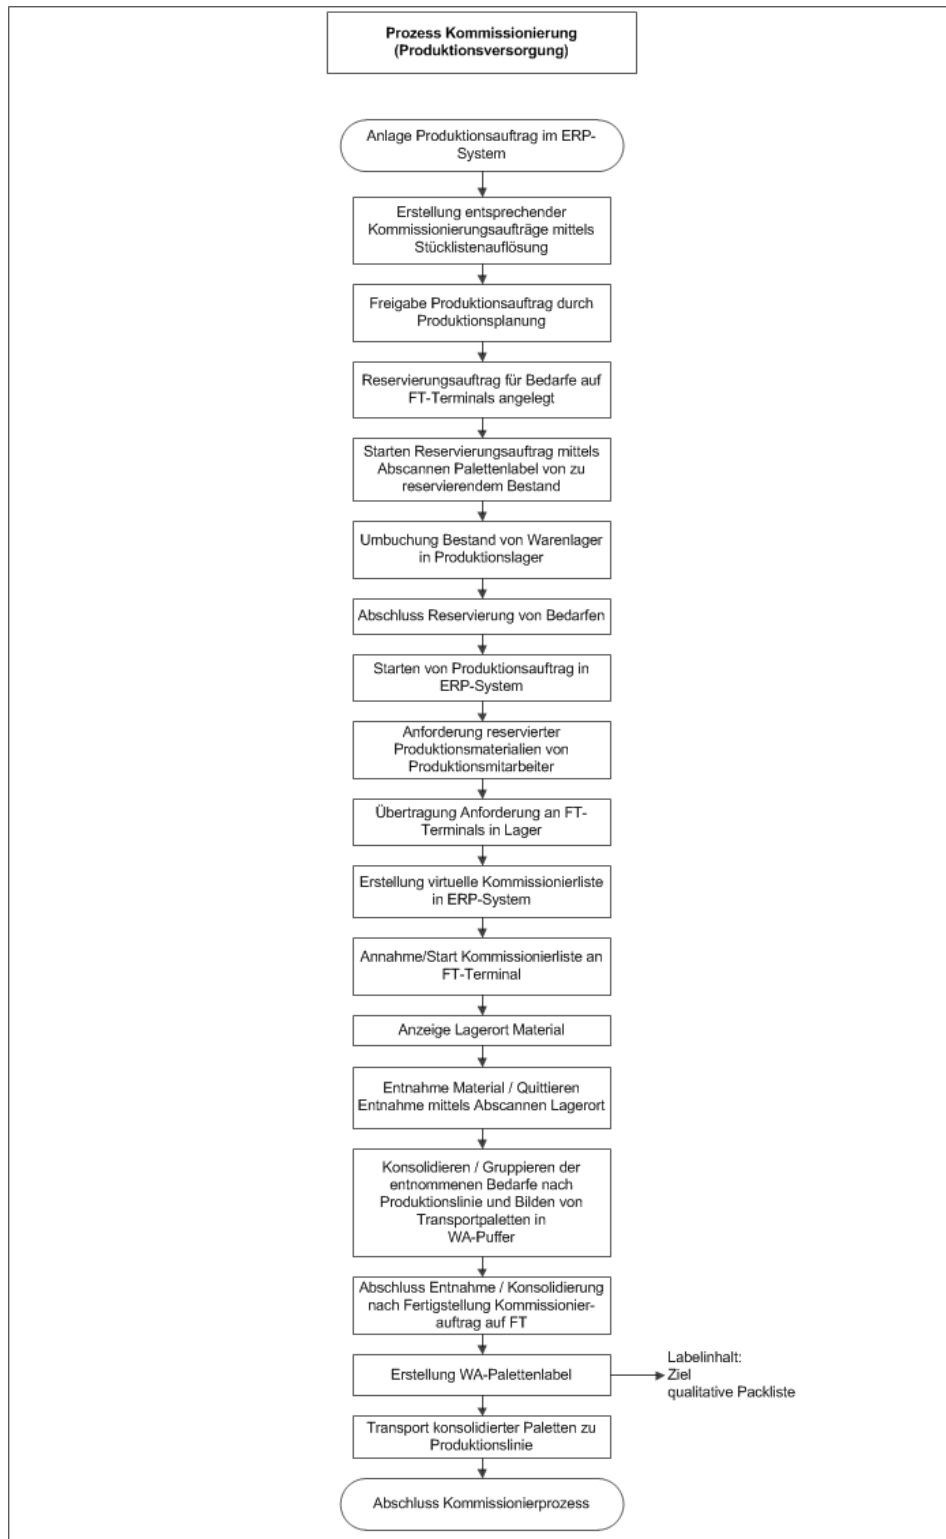 Prozess Kommissionierung
(Produktionsversorgung)
Anlage Produktionsauftrag im ERP-
System
Erstellung entsprechender
Kommissionierungsaufträge mittels
Stücklistenauflösung
Freigabe Produktionsauftrag durch
Produktionsplanung
Reservierungsauftrag für Bedarfe auf
FT-Terminals angelegt
Starten Reservierungsauftrag mittels
Abscannen Palettenlabel von zu
reservierendem Bestand
Umbuchung Bestand von Warenlager
in Produktionslager
Abschluss Reservierung von Bedarfen
Starten von Produktionsauftrag in
ERP-System
Anforderung reservierter
Produktionsmaterialien von
Produktionsmitarbeiter
Übertragung Anforderung an FT-
Terminals in Lager
Erstellung virtuelle Kommissionierliste
in ERP-System
Annahme/Start Kommissionierliste an
FT-Terminal
Anzeige Lagerort Material
Entnahme Material / Quittieren
Entnahme mittels Abscannen Lagerort
Konsolidieren / Gruppieren der
entnommenen Bedarfe nach
Produktionslinie und Bilden von
Transportpaletten in
WA-Puffer
Abschluss Entnahme / Konsolidierung
nach Fertigstellung Kommissionier-
auftrag auf FT
Erstellung WA-Palettenlabel
Labelinhalt:
Ziel
qualitative Packliste
Transport konsolidierter Paletten zu
Produktionslinie
Abschluss Kommissionierprozess